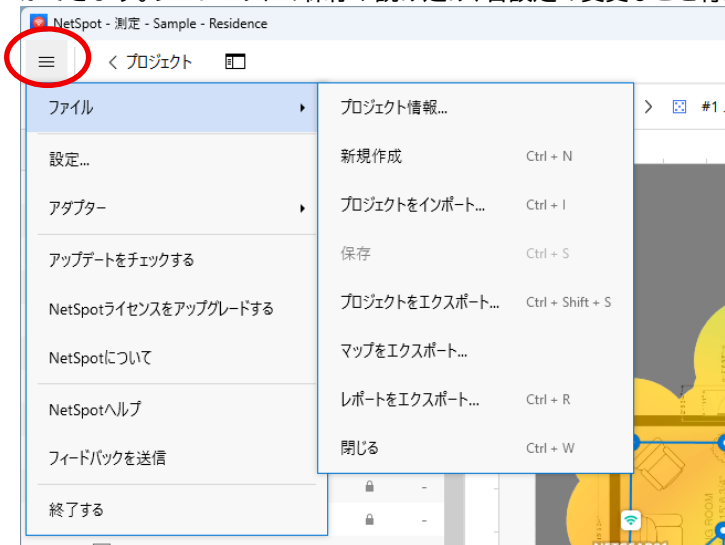 NetSpot - 測定 - Sample - Residence
プロジェクト
ファイル
設定...
アダプター
アップデートをチェックする
NetSpotライセンスをアップグレードする
NetSpotについて
NetSpotヘルプ
フィードバックを送信
終了する
プロジェクト情報...
新規作成 Ctrl + N
プロジェクトをインポート... Ctrl + I
保存 Ctrl + S
プロジェクトをエクスポート... Ctrl + Shift + S
マップをエクスポート...
レポートをエクスポート... Ctrl + R
閉じる Ctrl + W
#1